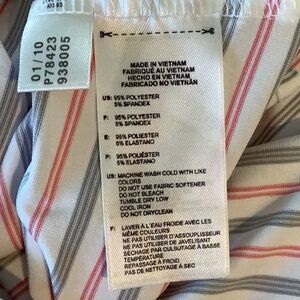 01/10
P78423
938005
MADE IN VIETNAM
FABRIQUÉ AU VIETNAM
HECHO EN VIETNAM
FABRICADO NO VIETNÃN
US: 95% POLYESTER
5% SPANDEX
F: 95% POLYESTER
5% SPANDEX
E: 95% POLIESTER
5% ELASTANO
P: 95% POLIÉSTER
5% ELASTANO
US: MACHINE WASH COLD WITH LIKE
COLORS
DO NOT USE FABRIC SOFTENER
DO NOT BLEACH
TUMBLE DRY LOW
COOL IRON
DO NOT DRYCLEAN
F: LAVER À L'EAU FROIDE AVEC LES
MÊME COULEURS
NE PAS UTILISER D'ASSOUPLISSEUR
NE PAS UTILISER DE JAVELISANT
SÉCHAGE PAR CULBUTAGE À BASSE
TEMPÉRATURE
REPASSAGE À FROID
PAS DE NETTOYAGE À SEC